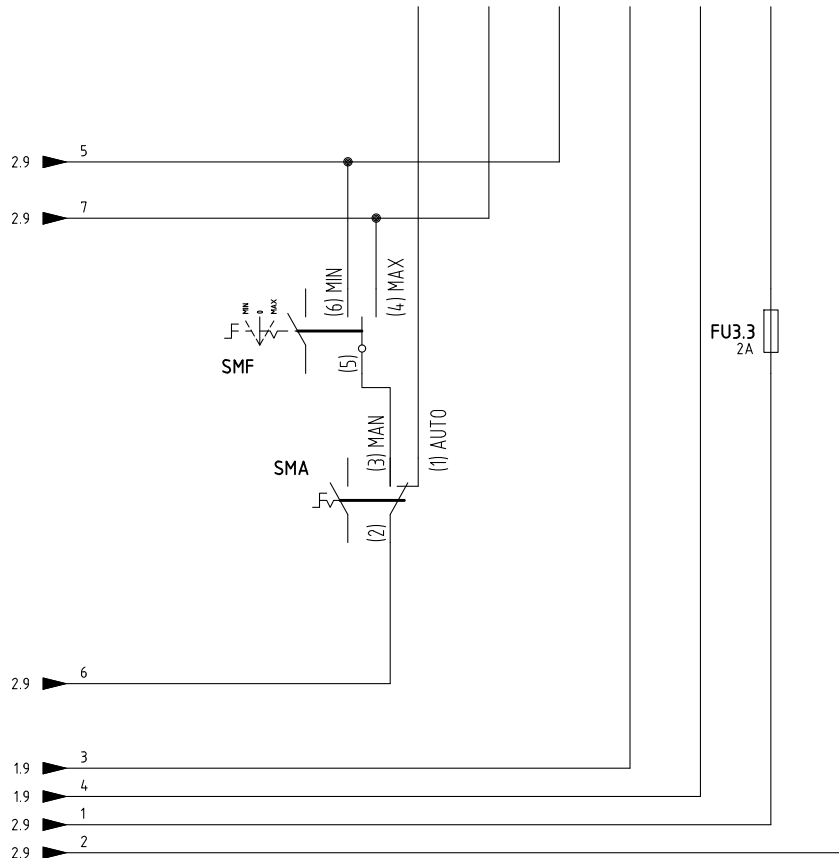 2.9
5
2.9
7
(6) MIN
(4) MAX
MIN
0
MAX
SMF
(5)
FU3.3
2A
(3) MAN
(1) AUTO
SMA
(2)
2.9
6
1.9
3
1.9
4
2.9
1
2.9
2